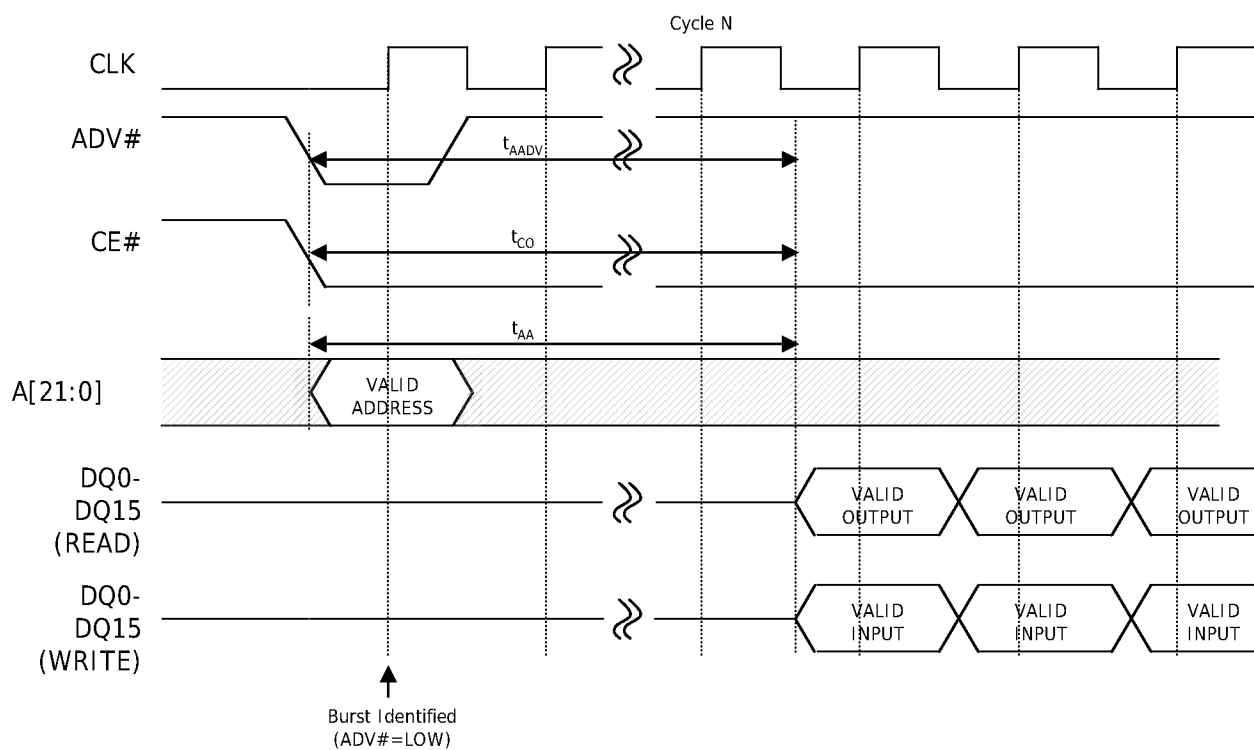 Cycle N
CLK
ADV#
tAADV
CE#
tCO
tAA
A[21:0]
VALID
ADDRESS
DQ0-
DQ15
(READ)
VALID
OUTPUT
VALID
OUTPUT
VALID
OUTPUT
DQ0-
DQ15
(WRITE)
VALID
INPUT
VALID
INPUT
VALID
INPUT
Burst Identified
(ADV#=LOW)